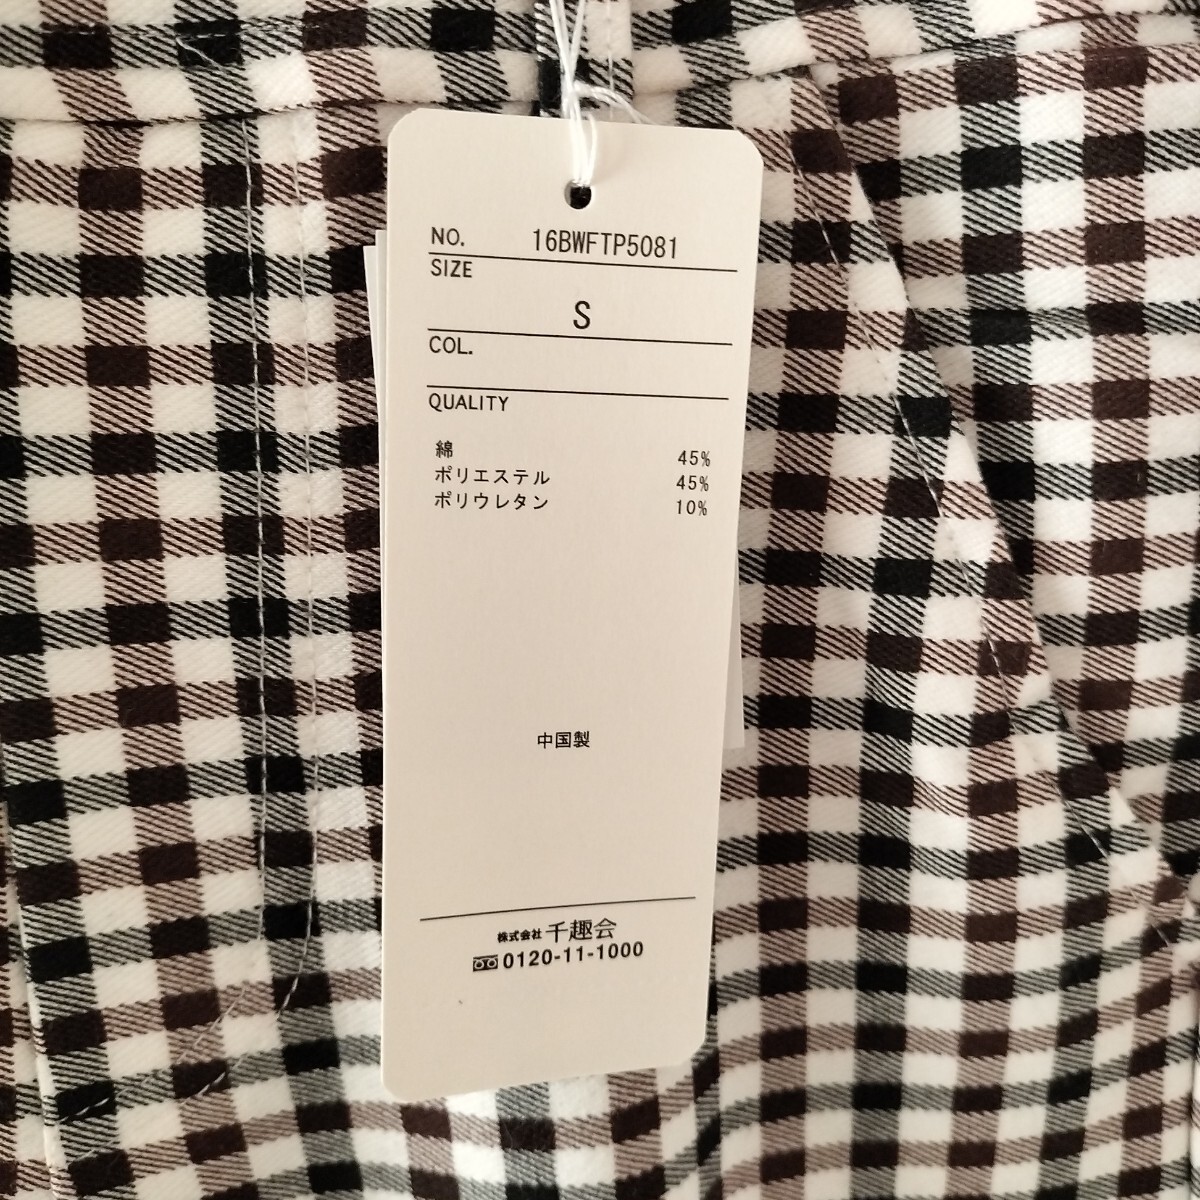 NO. 16BWFTP5081
SIZE
S
COL.
QUALITY
綿 45%
ポリエステル 45%
ポリウレタン 10%
中国製
株式会社 千趣会
0120-11-1000